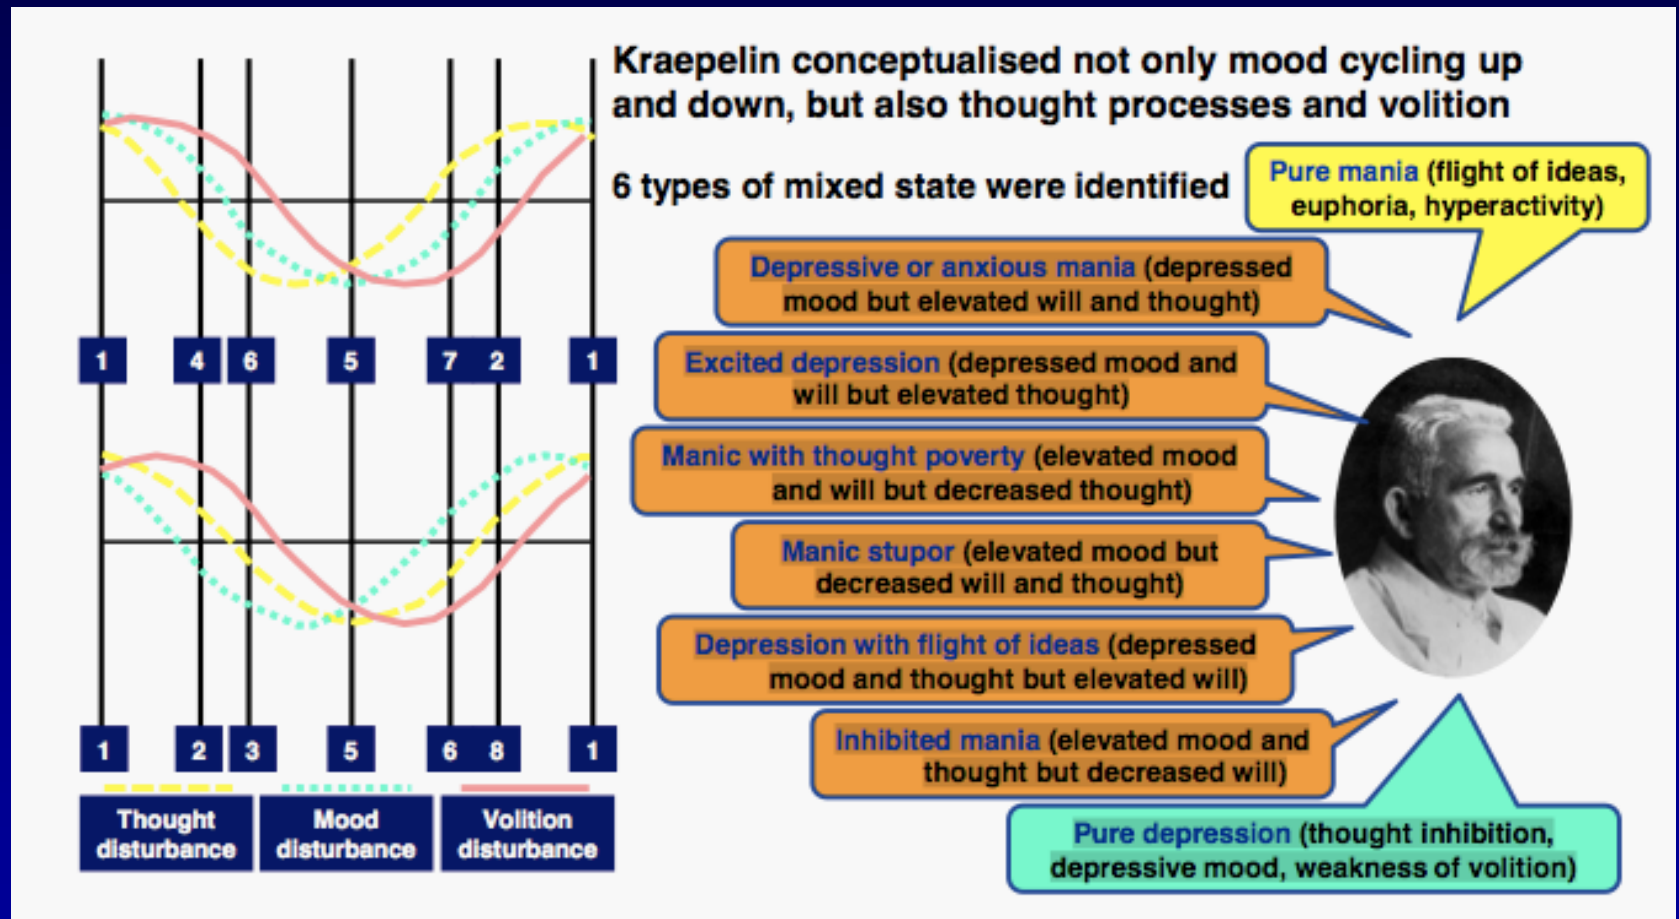 Kraepelin conceptualised not only mood cycling up
and down, but also thought processes and volition
6 types of mixed state were identified
Pure mania (flight of ideas,
euphoria, hyperactivity)
Depressive or anxious mania (depressed
mood but elevated will and thought)
Excited depression (depressed mood and
will but elevated thought)
Manic with thought poverty (elevated mood
and will but decreased thought)
Manic stupor (elevated mood but
decreased will and thought)
Depression with flight of ideas (depressed
mood and thought but elevated will)
Inhibited mania (elevated mood and
thought but decreased will)
Pure depression (thought inhibition,
depressive mood, weakness of volition)
1 4 6 5 7 2 1
1 2 3 5 6 8 1
Thought
disturbance
Mood
disturbance
Volition
disturbance